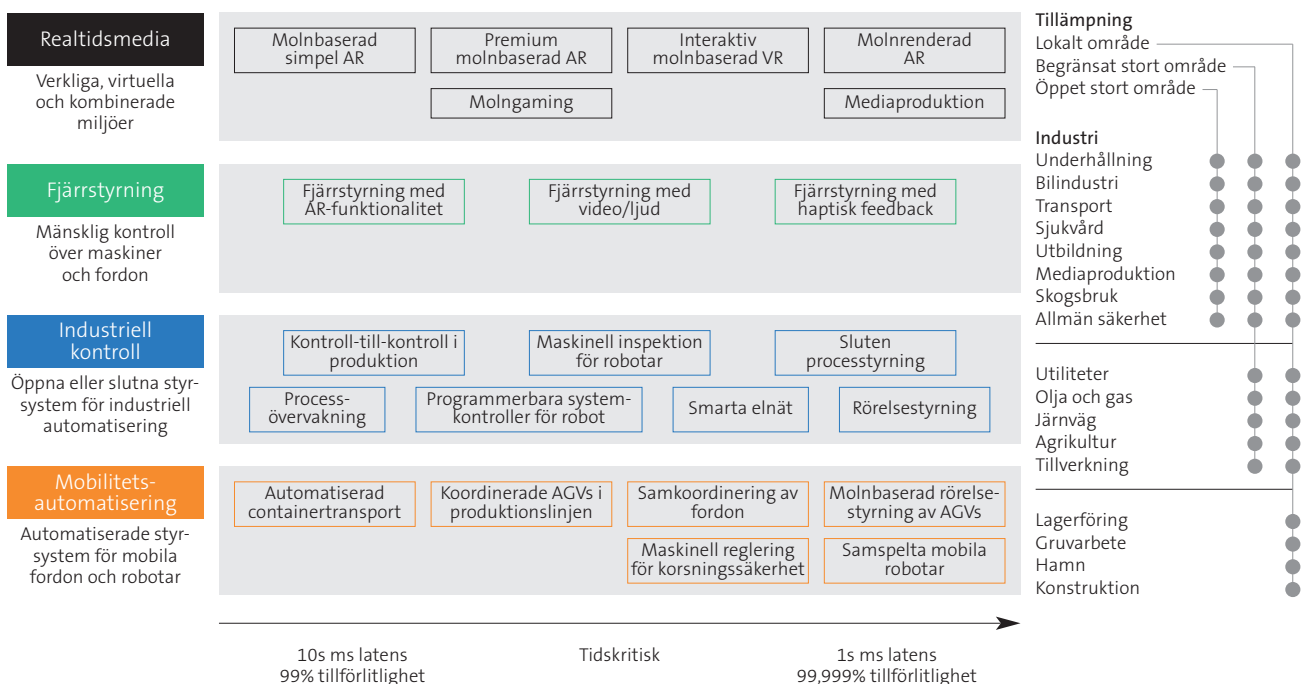 Realtidsmedia
Verkliga, virtuella
och kombinerade
miljöer
Molnbaserad
simpel AR
Premium
molnbaserad AR
Interaktiv
molnbaserad VR
Molnrenderad
AR
Molngaming
Mediaproduktion
Fjärrstyrning
Mänsklig kontroll
över maskiner
och fordon
Fjärrstyrning med
AR-funktionalitet
Fjärrstyrning med
video/ljud
Fjärrstyrning med
haptisk feedback
Industriell
kontroll
Öppna eller slutna styr-
system för industriell
automatisering
Kontroll-till-kontroll i
produktion
Maskinell inspektion
för robotar
Sluten
processtyrning
Process-
övervakning
Programmerbara system-
kontroller för robot
Smarta elnät
Rörelsestyrning
Mobilitets-
automatisering
Automatiserade styr-
system för mobila
fordon och robotar
Automatiserad
containertransport
Koordinerade AGVs i
produktionslinjen
Samkoordinering av
fordon
Molnbaserad rörelse-
styrning av AGVs
Maskinell reglering
för korsningssäkerhet
Samspelta mobila
robotar
10s ms latens
99% tillförlitlighet
Tidskritisk
1s ms latens
99,999% tillförlitlighet
Tillämpning
Lokalt område
Begränsat stort område
Öppet stort område
Industri
Underhållning
Bilindustri
Transport
Sjukvård
Utbildning
Mediaproduktion
Skogsbruk
Allmän säkerhet
Utiliteter
Olja och gas
Järnväg
Agrikultur
Tillverkning
Lagerföring
Gruvarbete
Hamn
Konstruktion